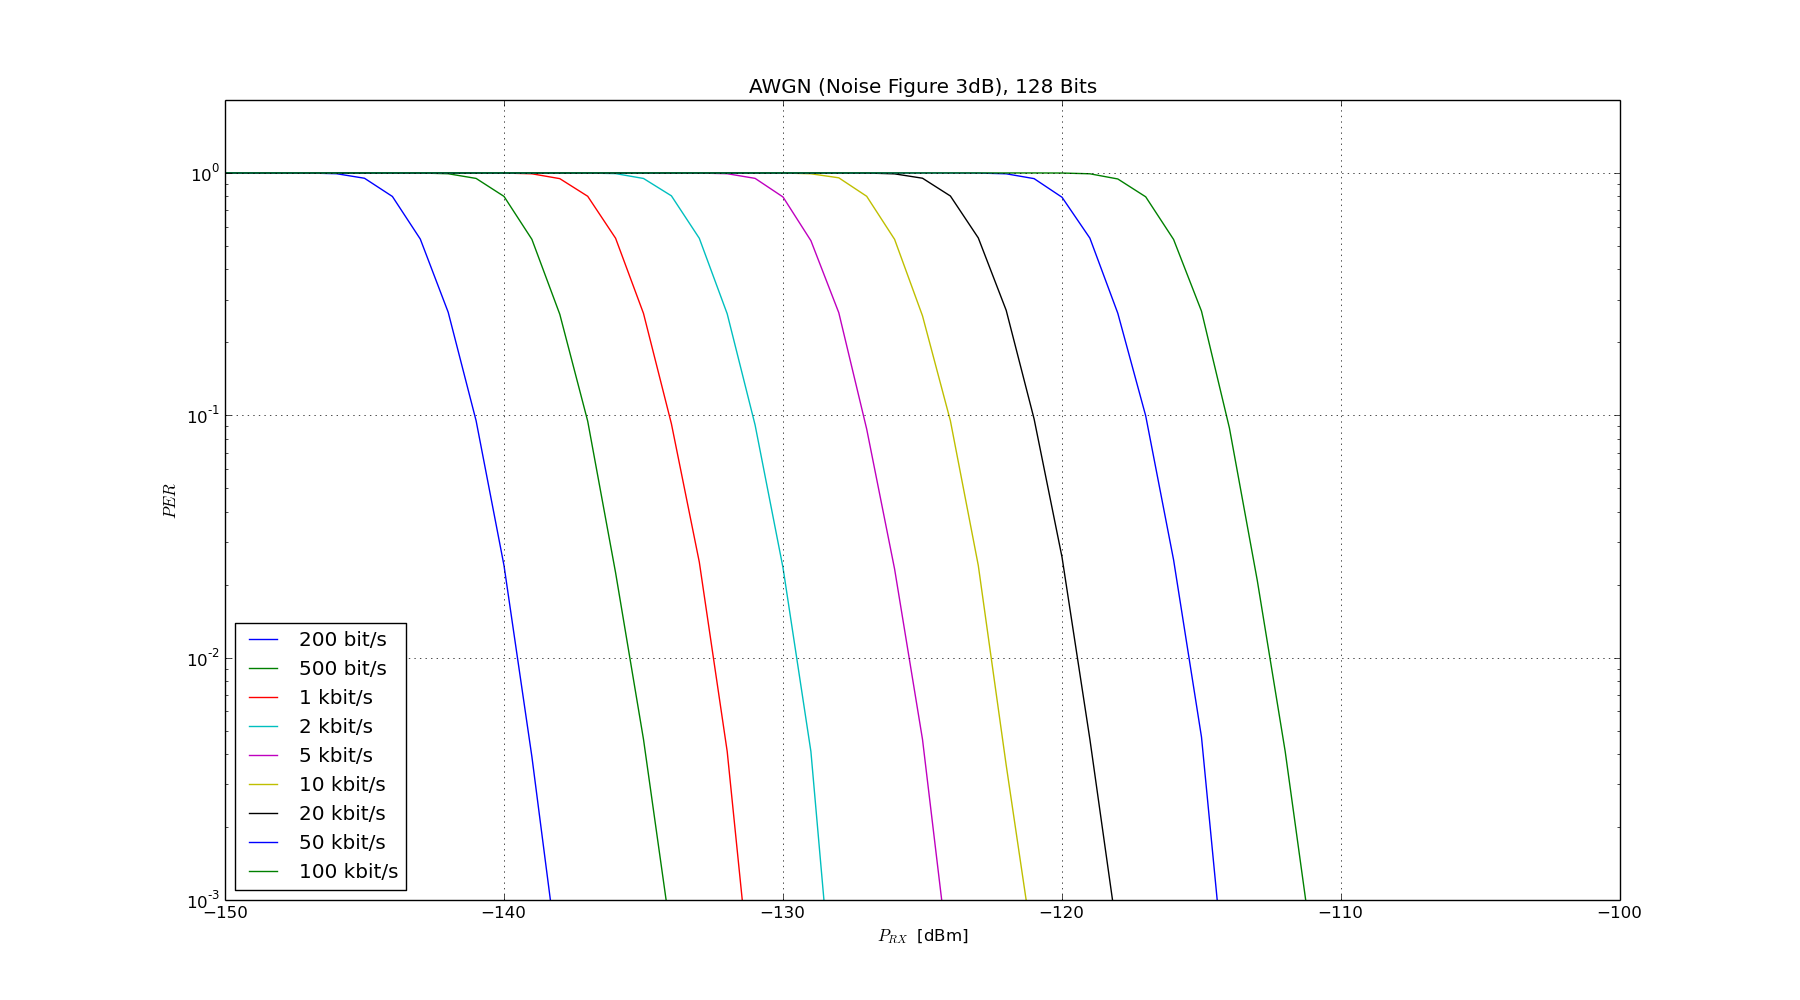 AWGN (Noise Figure 3dB), 128 Bits
10^0
10^-1
10^-2
10^-3
PER
200 bit/s
500 bit/s
1 kbit/s
2 kbit/s
5 kbit/s
10 kbit/s
20 kbit/s
50 kbit/s
100 kbit/s
−150 −140 −130 −120 −110 −100
P_RX [dBm]